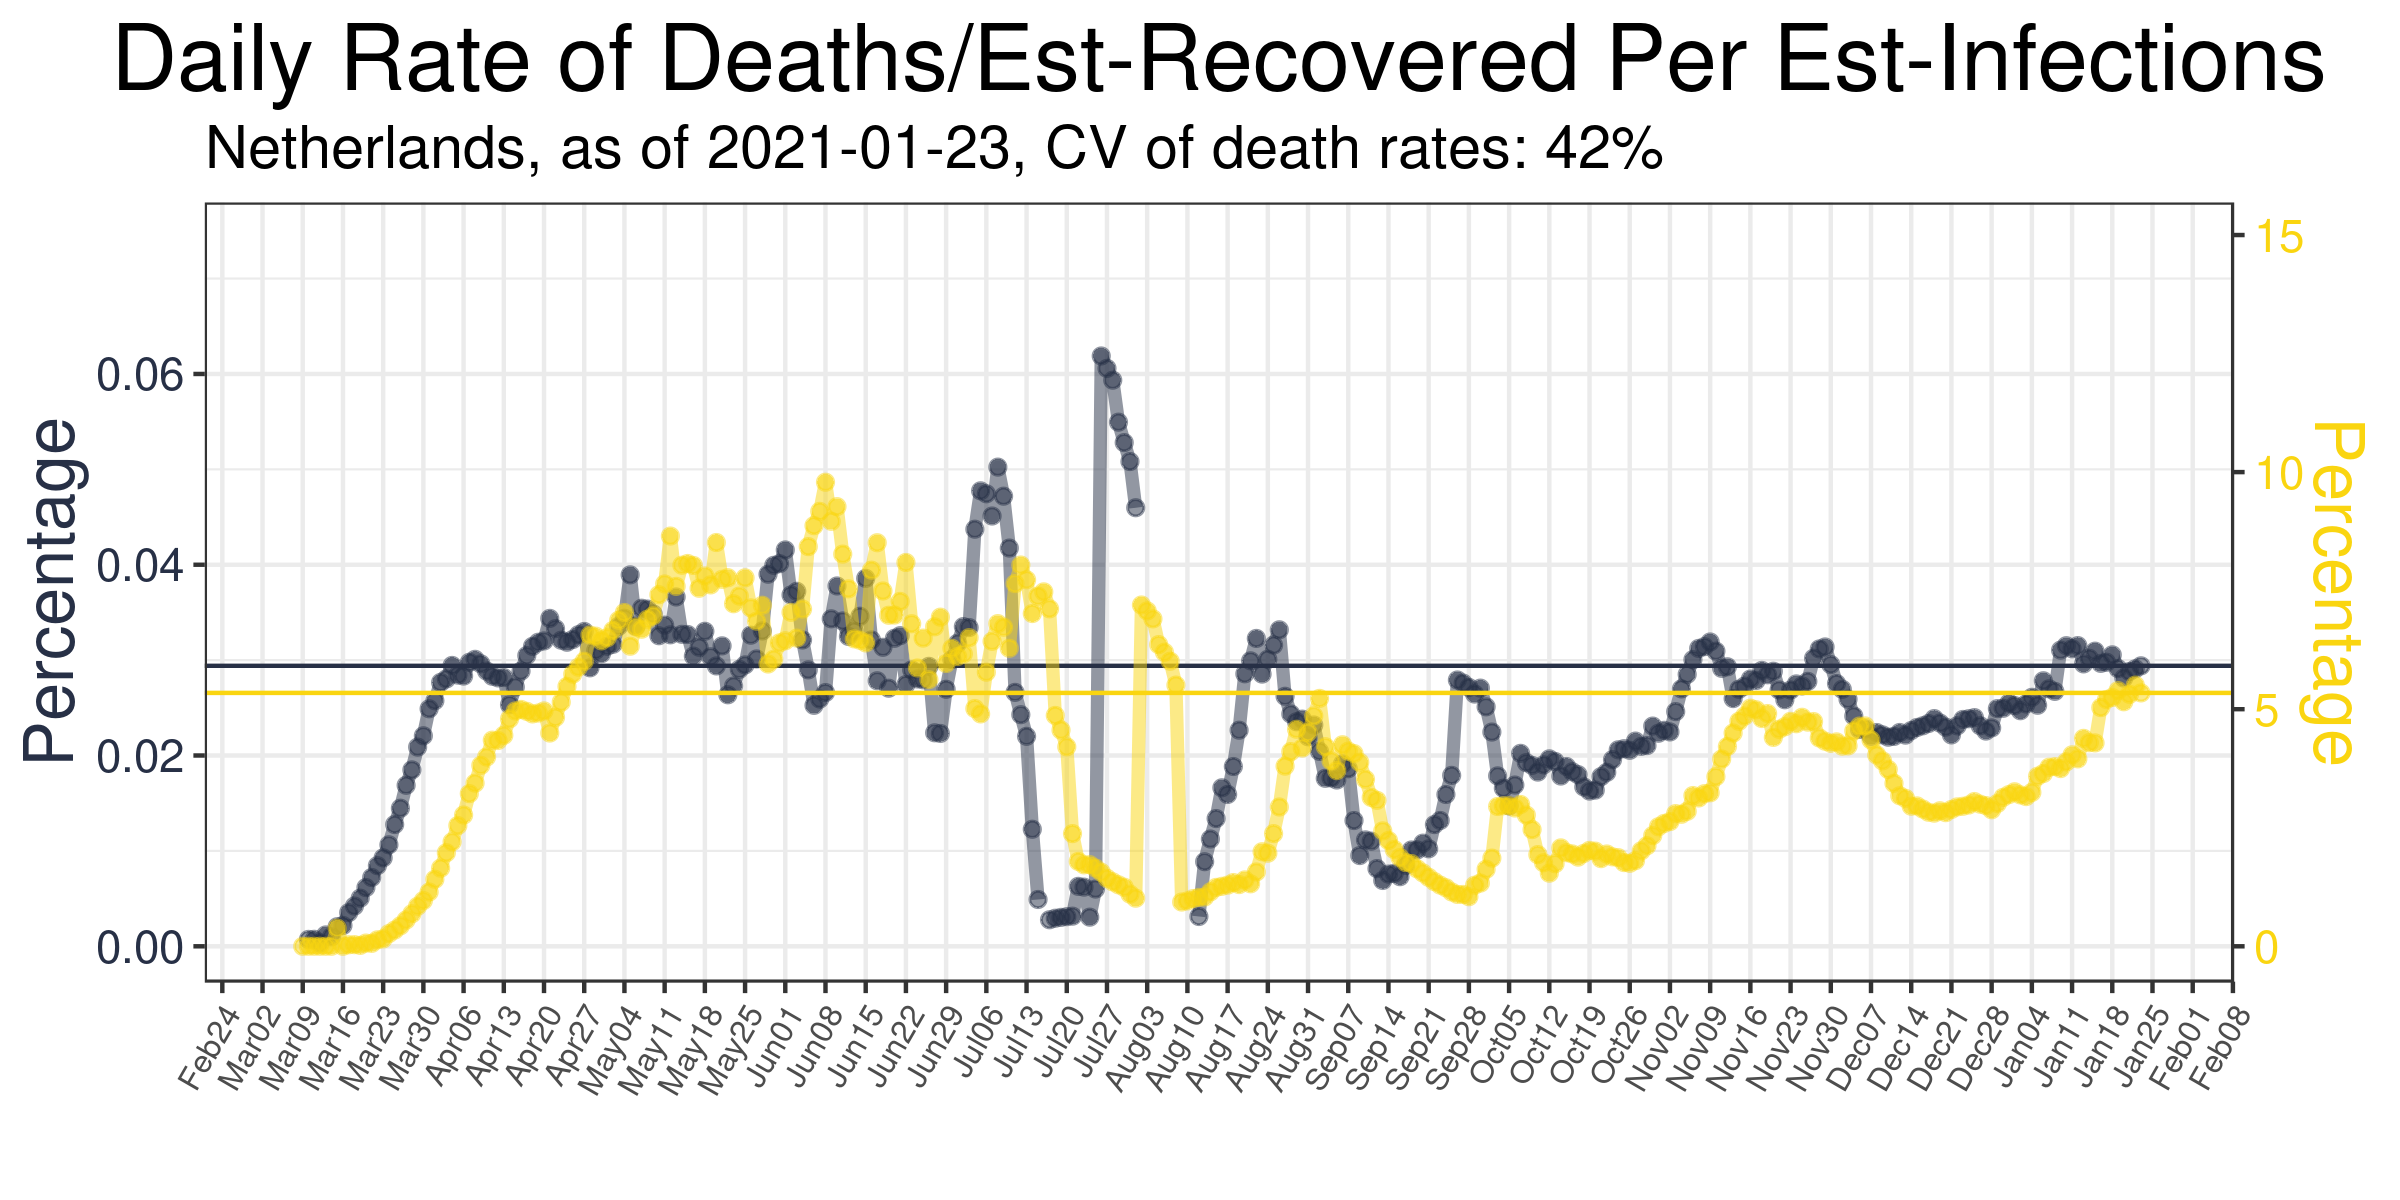 Daily Rate of Deaths/Est-Recovered Per Est-Infections
Netherlands, as of 2021-01-23, CV of death rates: 42%
Percentage
0.06
0.04
0.02
0.00
15
10
5
0
Percentage
Feb24 Mar02 Mar09 Mar16 Mar23 Mar30 Apr06 Apr13 Apr20 Apr27 May04 May11 May18 May25 Jun01 Jun08 Jun15 Jun22 Jun29 Jul06 Jul13 Jul20 Jul27 Aug03 Aug10 Aug17 Aug24 Aug31 Sep07 Sep14 Sep21 Sep28 Oct05 Oct12 Oct19 Oct26 Nov02 Nov09 Nov16 Nov23 Nov30 Dec07 Dec14 Dec21 Dec28 Jan04 Jan11 Jan18 Jan25 Feb01 Feb08